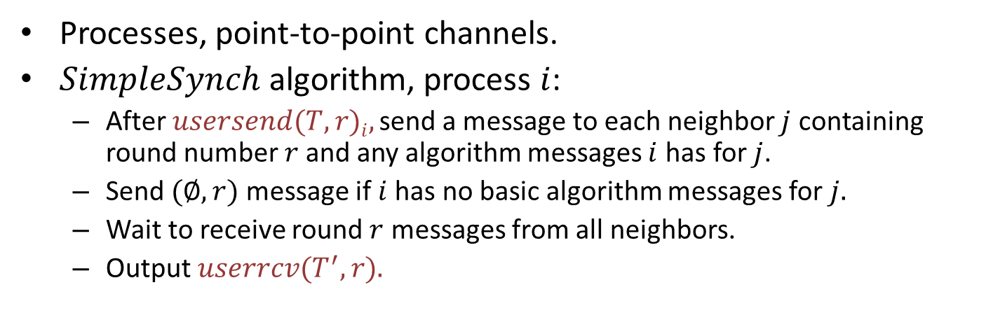 • Processes, point-to-point channels.
• SimpleSynch algorithm, process i:
– After usersend(T, r)ᵢ, send a message to each neighbor j containing
round number r and any algorithm messages i has for j.
– Send (∅, r) message if i has no basic algorithm messages for j.
– Wait to receive round r messages from all neighbors.
– Output userrcv(T′, r).